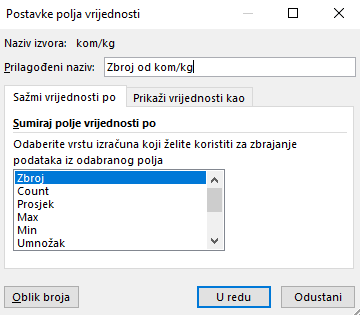 Postavke polja vrijednosti
Naziv izvora: kom/kg
Prilagođeni naziv: Zbroj od kom/kg
Sažmi vrijednosti po Prikaži vrijednosti kao
Sumiraj polje vrijednosti po
Odaberite vrstu izračuna koji želite koristiti za zbrajanje
podataka iz odabranog polja
Zbroj
Count
Prosjek
Max
Min
Umnožak
Oblik broja U redu Odustani